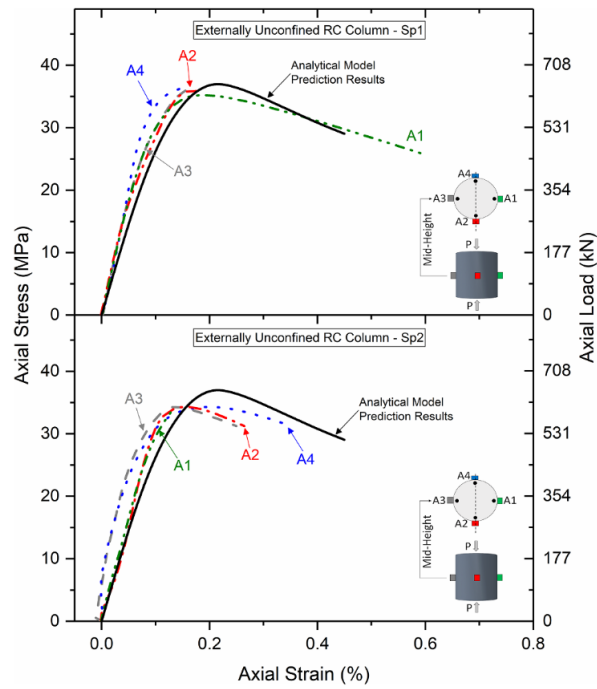 Externally Unconfined RC Column - Sp1
40
30
20
10
0
708
531
354
177
0
A4
A2
Analytical Model
Prediction Results
A1
A3
A4
A3
A1
A2
P
P
Mid-Height
Axial Stress (MPa)
Axial Load (kN)
Externally Unconfined RC Column - Sp2
40
30
20
10
0
708
531
354
177
0
A3
A1
A2
A4
Analytical Model
Prediction Results
A4
A3
A1
A2
P
P
Mid-Height
0.0
0.2
0.4
0.6
0.8
Axial Strain (%)